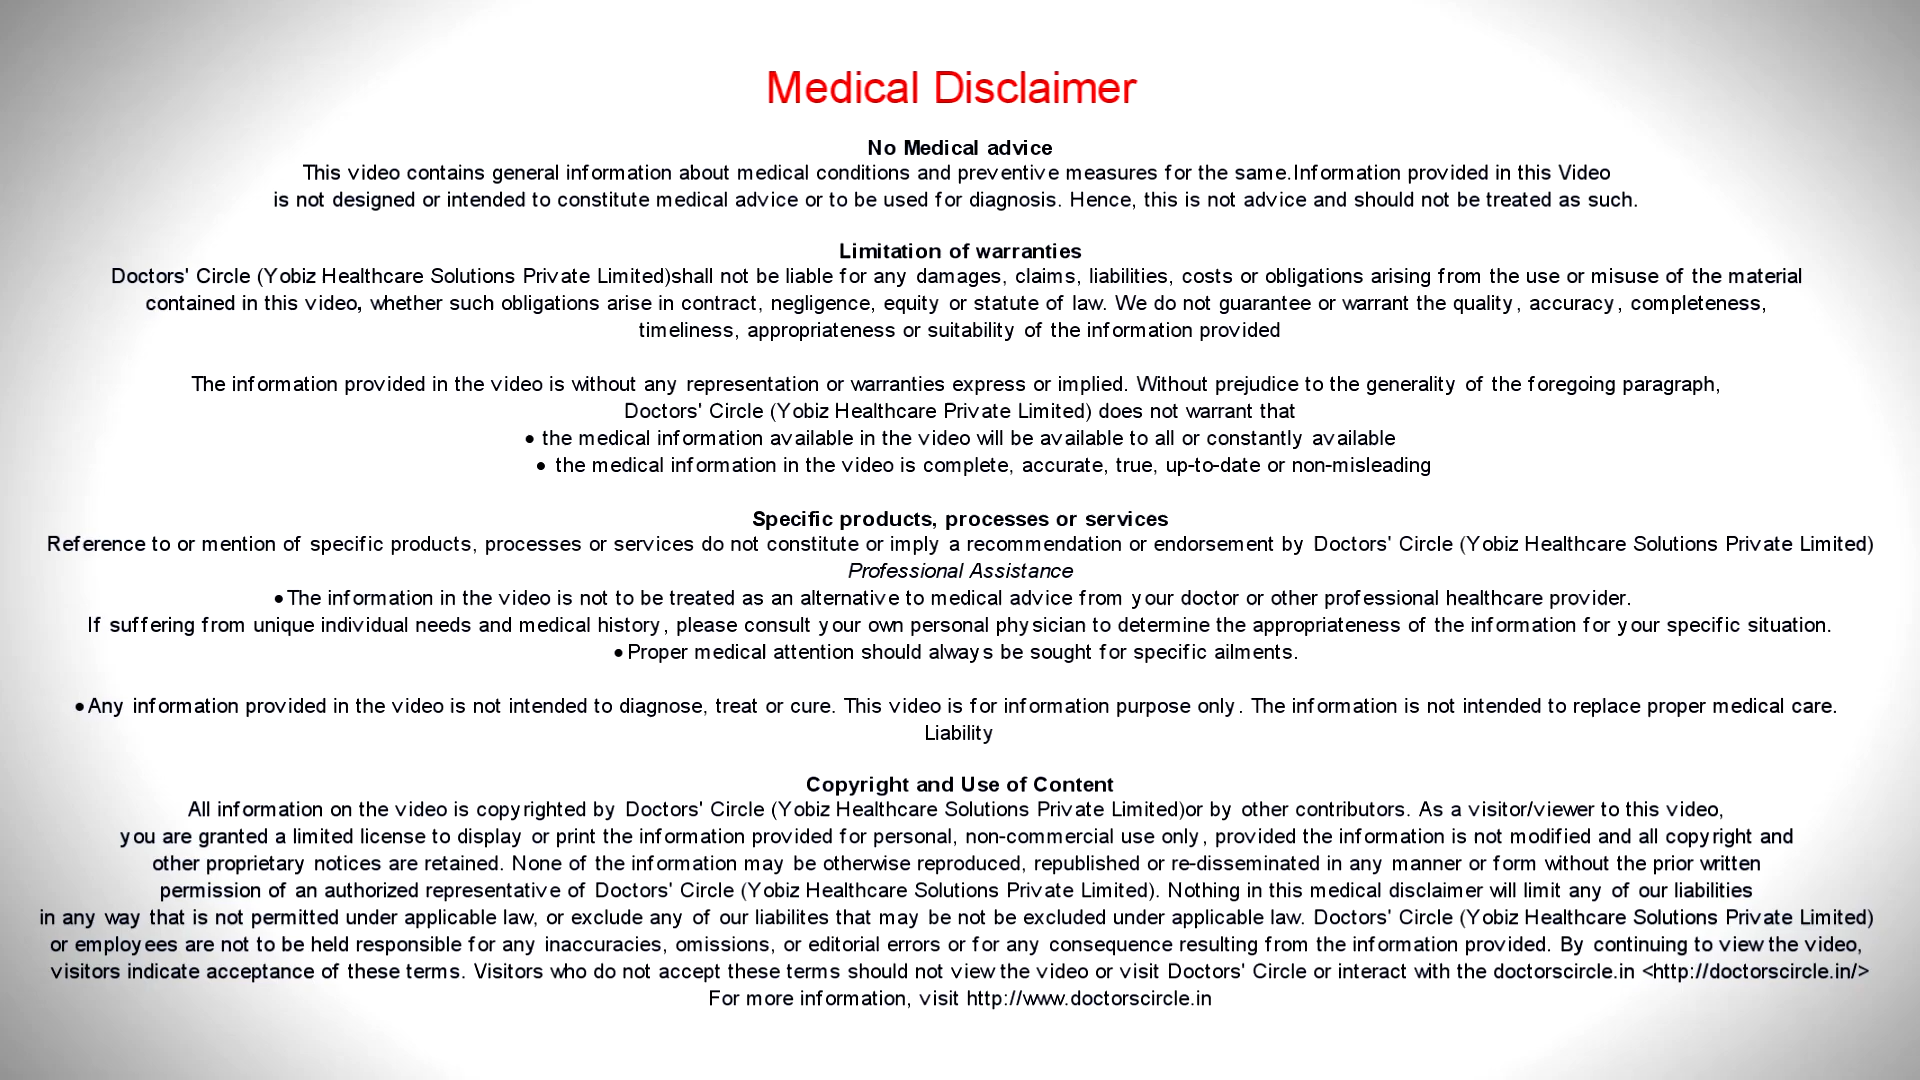 Medical Disclaimer
No Medical advice
This video contains general information about medical conditions and preventive measures for the same.Information provided in this Video
is not designed or intended to constitute medical advice or to be used for diagnosis. Hence, this is not advice and should not be treated as such.
Limitation of warranties
Doctors' Circle (Yobiz Healthcare Solutions Private Limited)shall not be liable for any damages, claims, liabilities, costs or obligations arising from the use or misuse of the material
contained in this video, whether such obligations arise in contract, negligence, equity or statute of law. We do not guarantee or warrant the quality, accuracy, completeness,
timeliness, appropriateness or suitability of the information provided
The information provided in the video is without any representation or warranties express or implied. Without prejudice to the generality of the foregoing paragraph,
Doctors' Circle (Yobiz Healthcare Private Limited) does not warrant that
• the medical information available in the video will be available to all or constantly available
• the medical information in the video is complete, accurate, true, up-to-date or non-misleading
Specific products, processes or services
Reference to or mention of specific products, processes or services do not constitute or imply a recommendation or endorsement by Doctors' Circle (Yobiz Healthcare Solutions Private Limited)
Professional Assistance
•The information in the video is not to be treated as an alternative to medical advice from your doctor or other professional healthcare provider.
If suffering from unique individual needs and medical history, please consult your own personal physician to determine the appropriateness of the information for your specific situation.
•Proper medical attention should always be sought for specific ailments.
•Any information provided in the video is not intended to diagnose, treat or cure. This video is for information purpose only. The information is not intended to replace proper medical care.
Liability
Copyright and Use of Content
All information on the video is copyrighted by Doctors' Circle (Yobiz Healthcare Solutions Private Limited)or by other contributors. As a visitor/viewer to this video,
you are granted a limited license to display or print the information provided for personal, non-commercial use only, provided the information is not modified and all copyright and
other proprietary notices are retained. None of the information may be otherwise reproduced, republished or re-disseminated in any manner or form without the prior written
permission of an authorized representative of Doctors' Circle (Yobiz Healthcare Solutions Private Limited). Nothing in this medical disclaimer will limit any of our liabilities
in any way that is not permitted under applicable law, or exclude any of our liabilites that may be not be excluded under applicable law. Doctors' Circle (Yobiz Healthcare Solutions Private Limited)
or employees are not to be held responsible for any inaccuracies, omissions, or editorial errors or for any consequence resulting from the information provided. By continuing to view the video,
visitors indicate acceptance of these terms. Visitors who do not accept these terms should not view the video or visit Doctors' Circle or interact with the doctorscircle.in <http://doctorscircle.in/>
For more information, visit http://www.doctorscircle.in